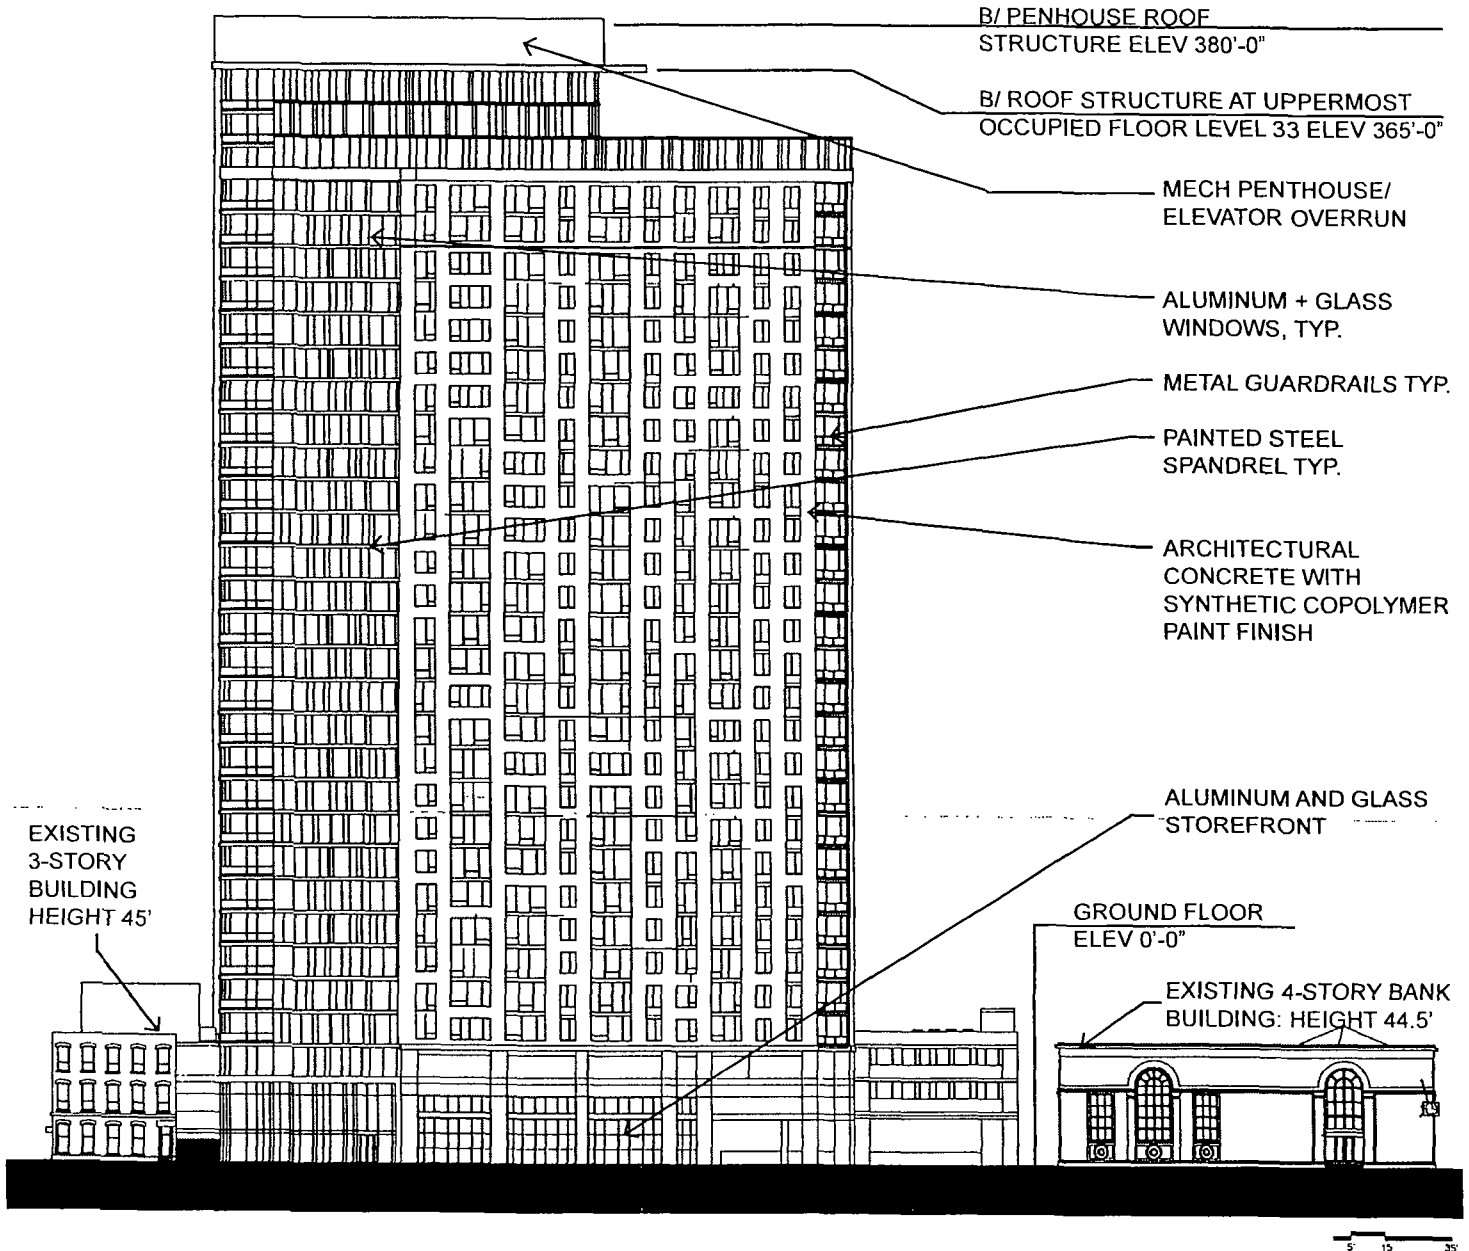 B/ PENHOUSE ROOF
STRUCTURE ELEV 380'-0"
B/ ROOF STRUCTURE AT UPPERMOST
OCCUPIED FLOOR LEVEL 33 ELEV 365'-0"
MECH PENTHOUSE/
ELEVATOR OVERRUN
ALUMINUM + GLASS
WINDOWS, TYP.
METAL GUARDRAILS TYP.
PAINTED STEEL
SPANDREL TYP.
ARCHITECTURAL
CONCRETE WITH
SYNTHETIC COPOLYMER
PAINT FINISH
ALUMINUM AND GLASS
STOREFRONT
EXISTING
3-STORY
BUILDING
HEIGHT 45'
GROUND FLOOR
ELEV 0'-0"
EXISTING 4-STORY BANK
BUILDING: HEIGHT 44.5'
5' 15 35'